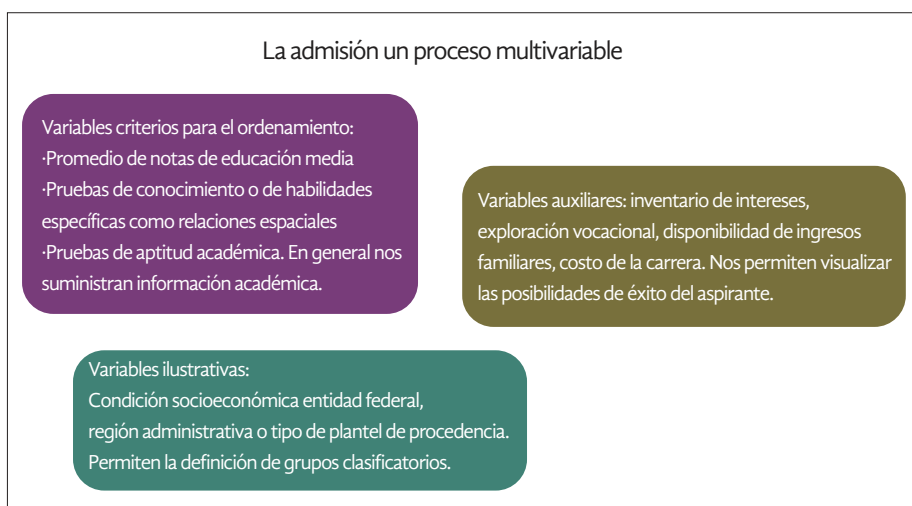 La admisión un proceso multivariable
Variables criterios para el ordenamiento:
·Promedio de notas de educación media
·Pruebas de conocimiento o de habilidades
específicas como relaciones espaciales
·Pruebas de aptitud académica. En general nos
suministran información académica.
Variables auxiliares: inventario de intereses,
exploración vocacional, disponibilidad de ingresos
familiares, costo de la carrera. Nos permiten visualizar
las posibilidades de éxito del aspirante.
Variables ilustrativas:
Condición socioeconómica entidad federal,
región administrativa o tipo de plantel de procedencia.
Permiten la definición de grupos clasificatorios.